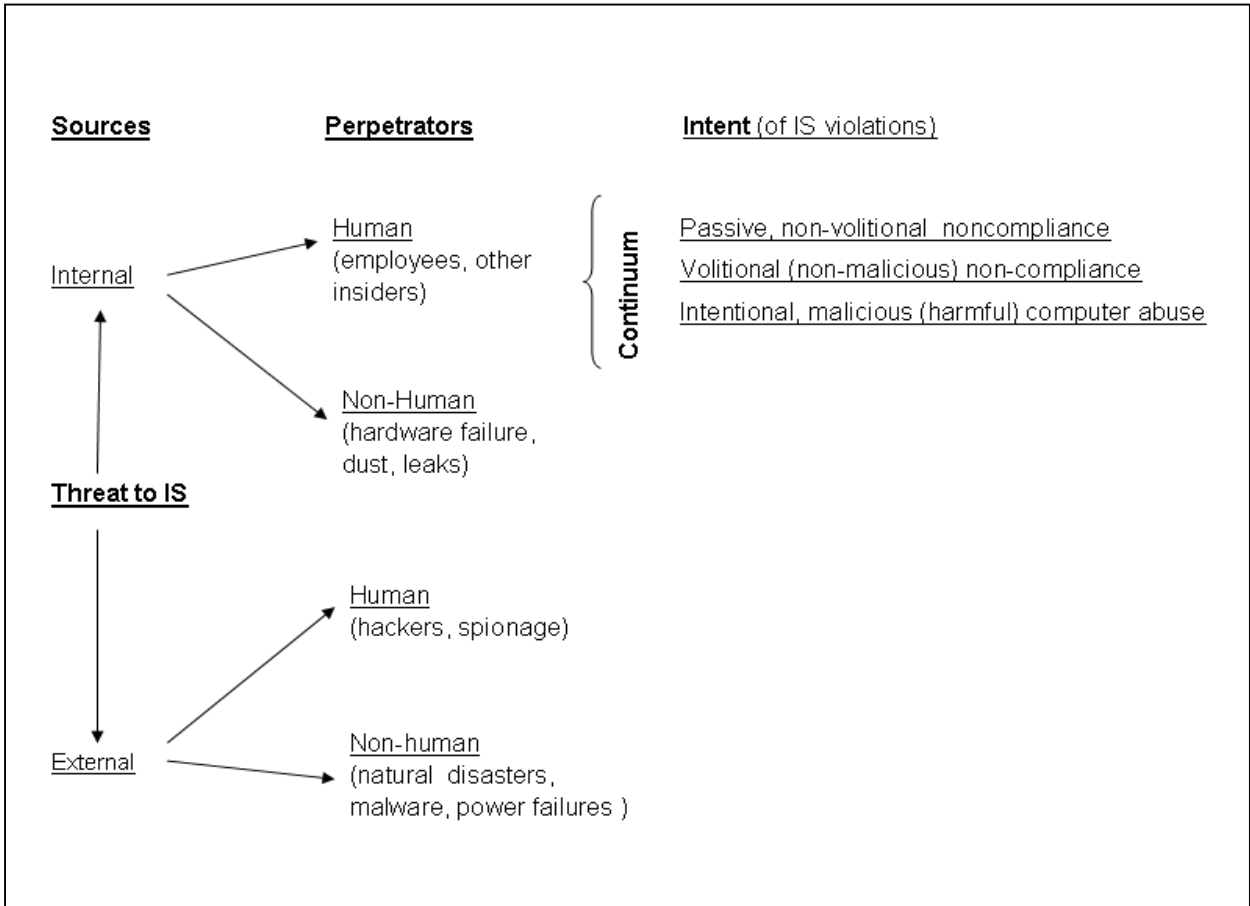 Sources
Perpetrators
Intent (of IS violations)
Internal
Human
(employees, other
insiders)
Continuum
Passive, non-volitional noncompliance
Volitional (non-malicious) non-compliance
Intentional, malicious (harmful) computer abuse
Non-Human
(hardware failure,
dust, leaks)
Threat to IS
Human
(hackers, spionage)
External
Non-human
(natural disasters,
malware, power failures )